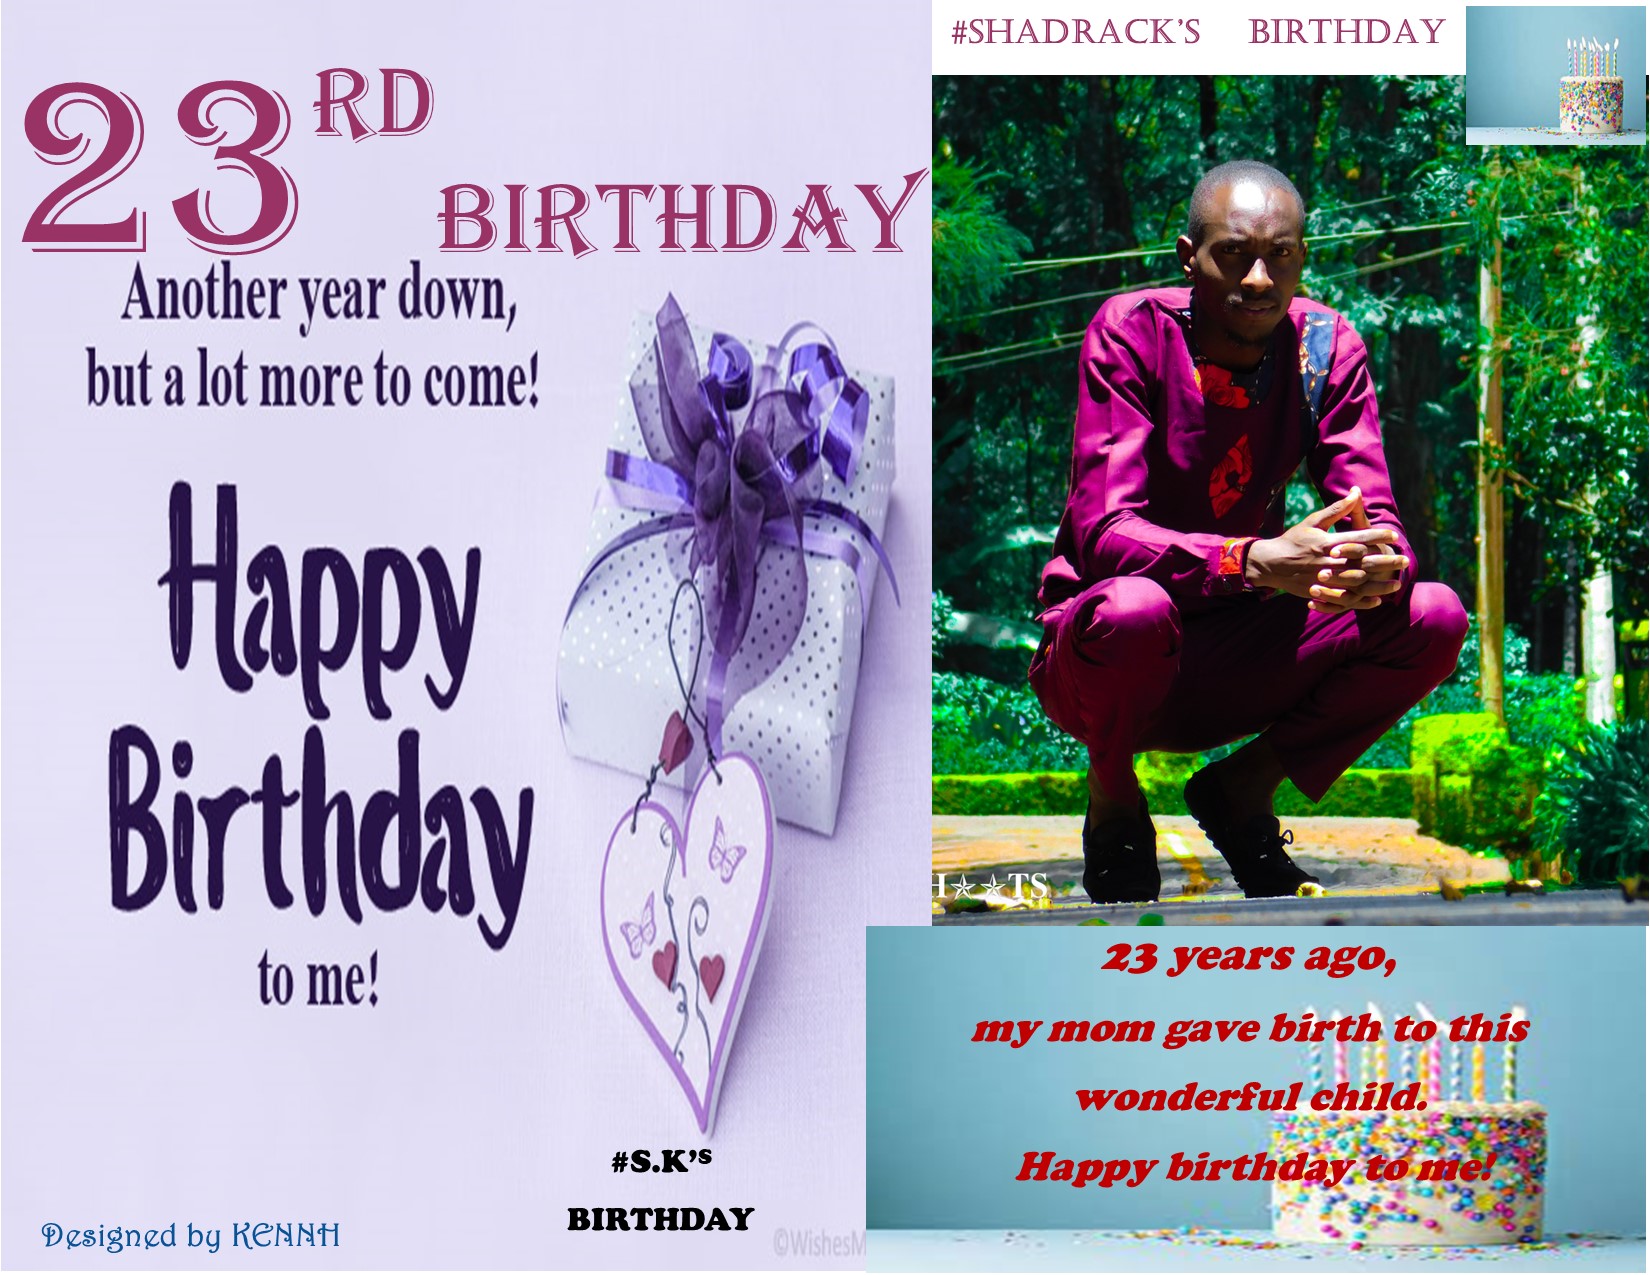 23RD
BIRTHDAY
Another year down,
but a lot more to come!
Happy
Birthday
to me!
#S.K's
BIRTHDAY
Designed by KENNH
#SHADRACK'S BIRTHDAY
H★★TS
23 years ago,
my mom gave birth to this
wonderful child.
Happy birthday to me!